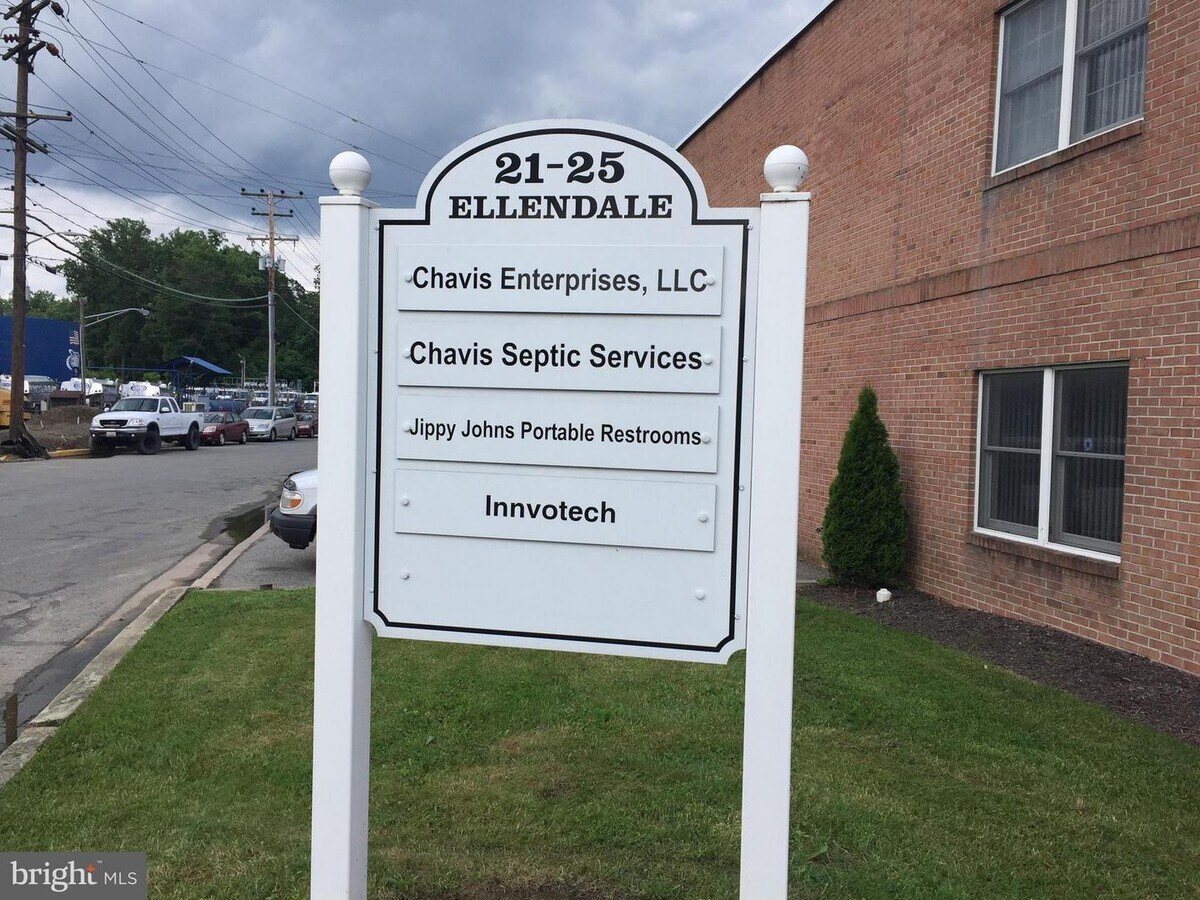 21-25
ELLENDALE
Chavis Enterprises, LLC
Chavis Septic Services
Jippy Johns Portable Restrooms
Innvotech
bright MLS